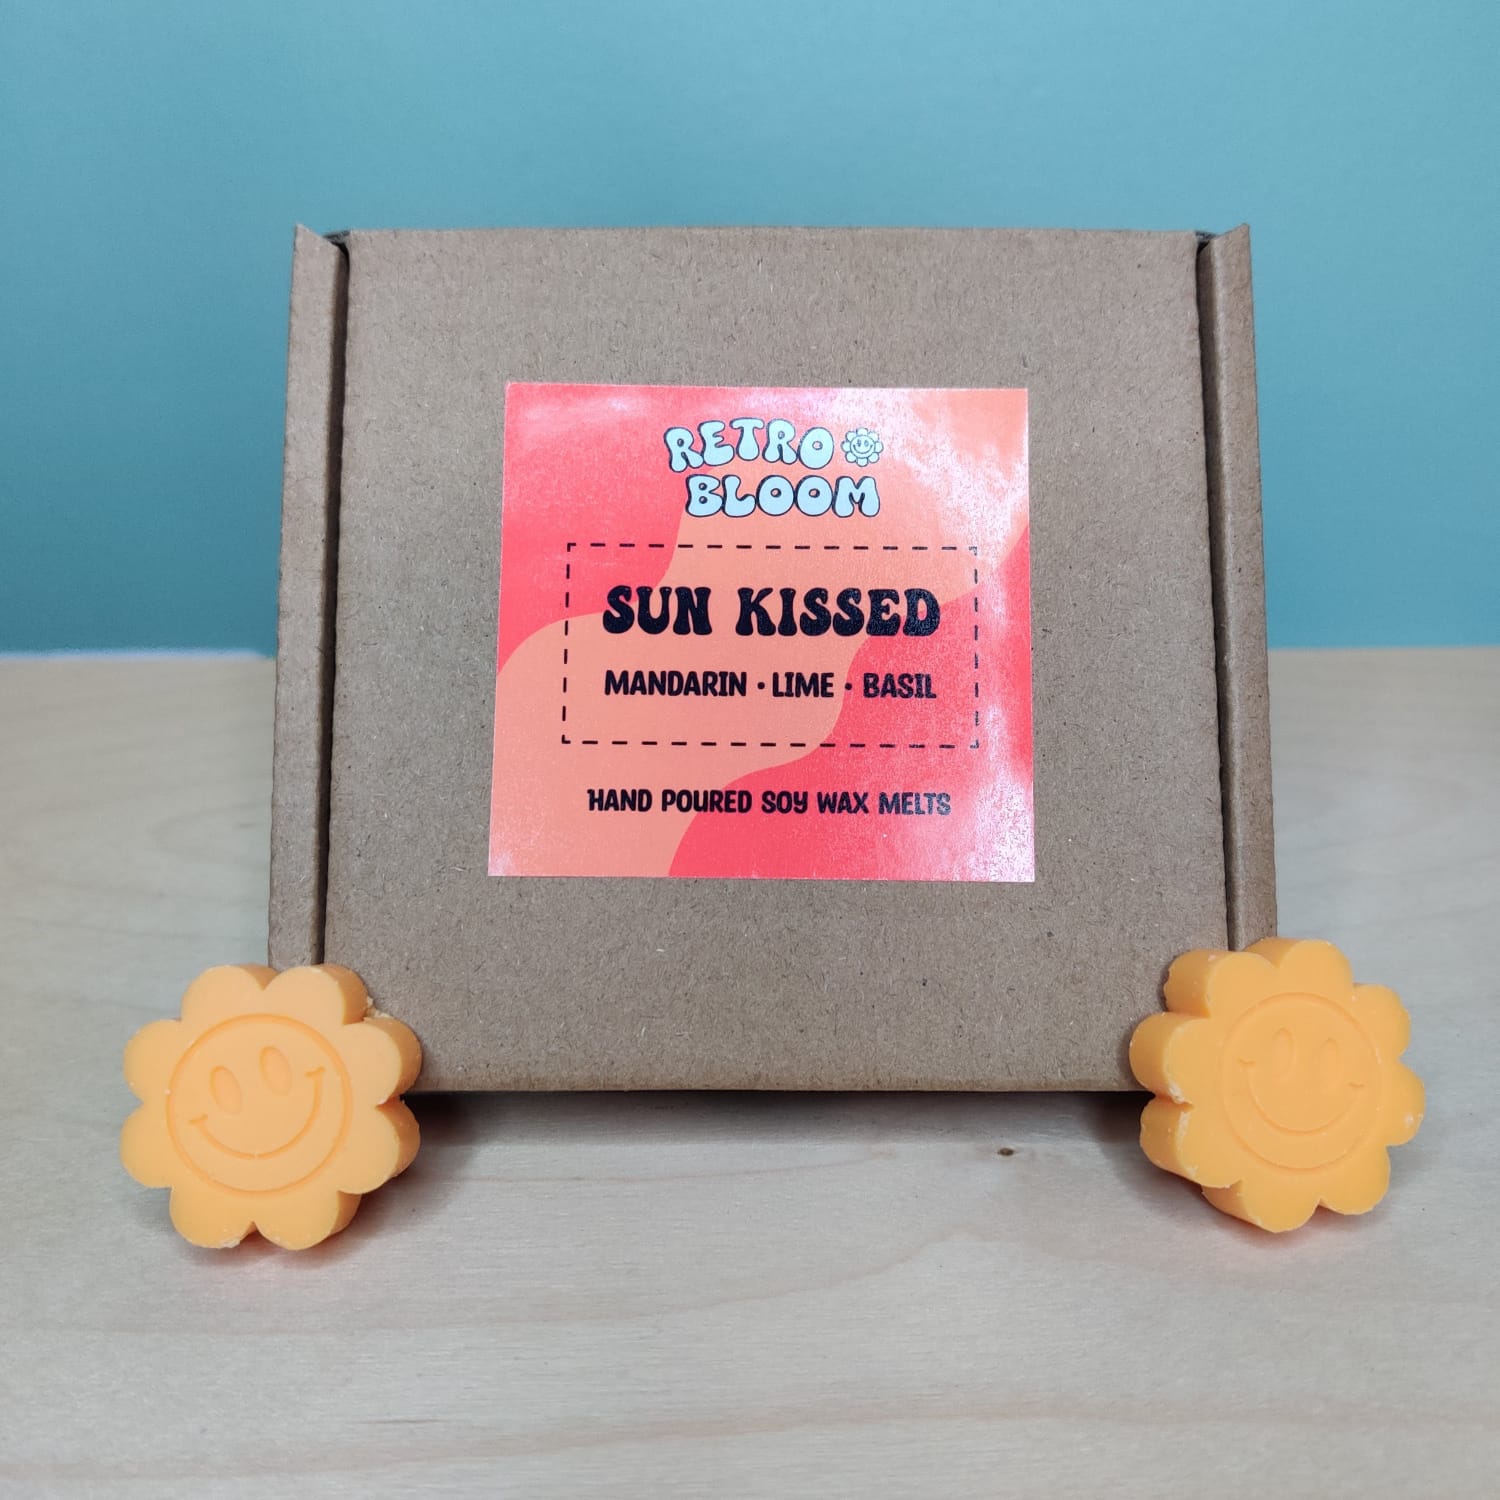 RETRO
BLOOM
SUN KISSED
MANDARIN • LIME • BASIL
HAND POURED SOY WAX MELTS